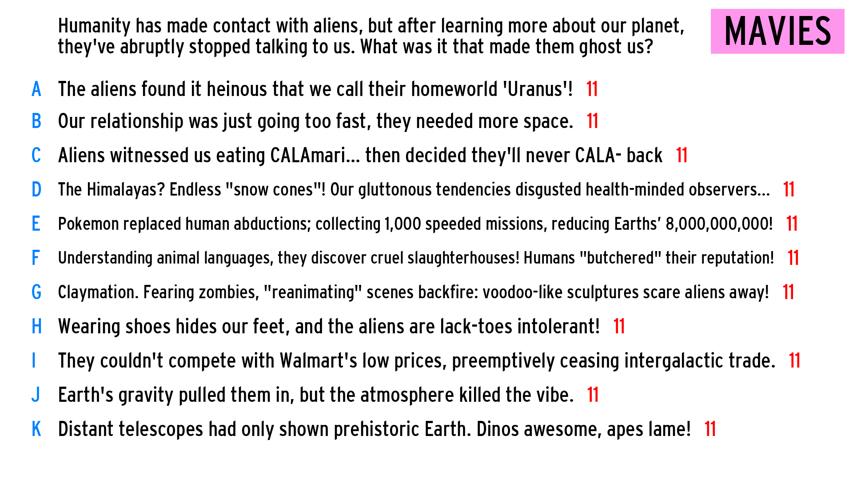 Humanity has made contact with aliens, but after learning more about our planet,
they've abruptly stopped talking to us. What was it that made them ghost us?
MAVIES
A The aliens found it heinous that we call their homeworld 'Uranus'! 11
B Our relationship was just going too fast, they needed more space. 11
C Aliens witnessed us eating CALAmari... then decided they'll never CALA- back 11
D The Himalayas? Endless "snow cones"! Our gluttonous tendencies disgusted health-minded observers... 11
E Pokemon replaced human abductions; collecting 1,000 speeded missions, reducing Earths' 8,000,000,000! 11
F Understanding animal languages, they discover cruel slaughterhouses! Humans "butchered" their reputation! 11
G Claymation. Fearing zombies, "reanimating" scenes backfire: voodoo-like sculptures scare aliens away! 11
H Wearing shoes hides our feet, and the aliens are lack-toes intolerant! 11
I They couldn't compete with Walmart's low prices, preemptively ceasing intergalactic trade. 11
J Earth's gravity pulled them in, but the atmosphere killed the vibe. 11
K Distant telescopes had only shown prehistoric Earth. Dinos awesome, apes lame! 11